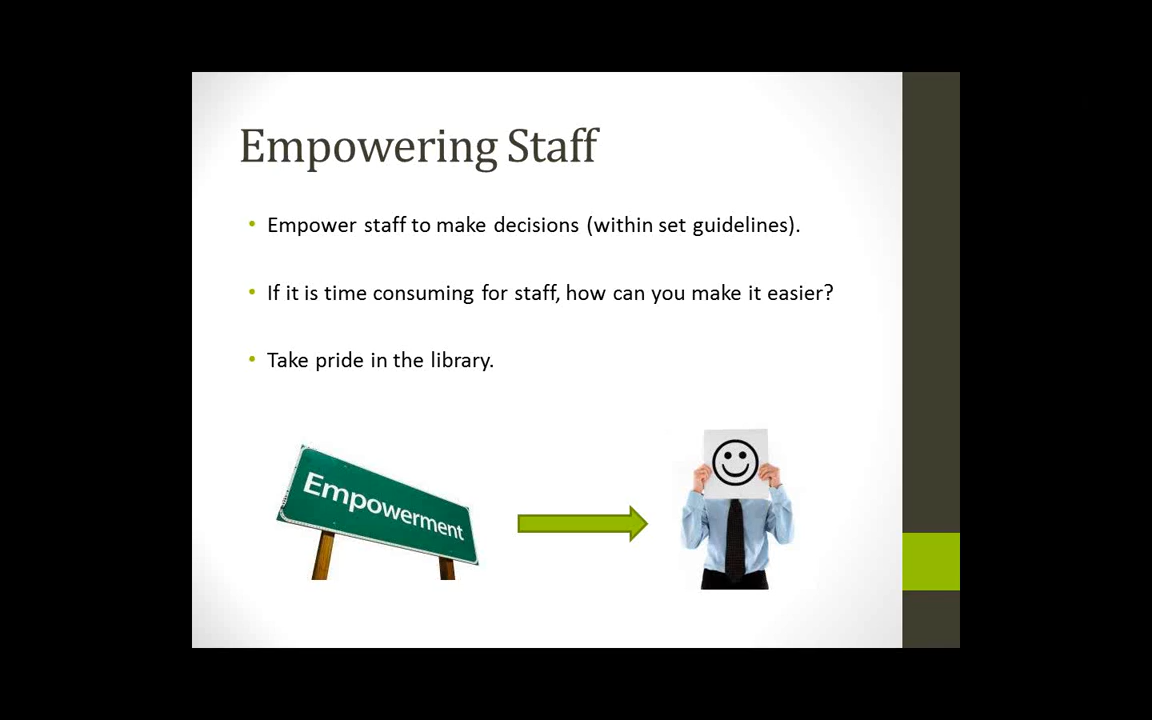 Empowering Staff
• Empower staff to make decisions (within set guidelines).
• If it is time consuming for staff, how can you make it easier?
• Take pride in the library.
Empowerment